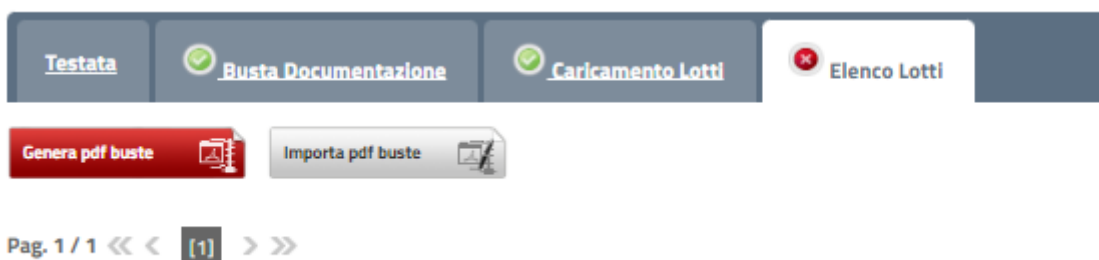 Testata Busta Documentazione Caricamento Lotti Elenco Lotti
Genera pdf buste Importa pdf buste
Pag. 1 / 1 [1]